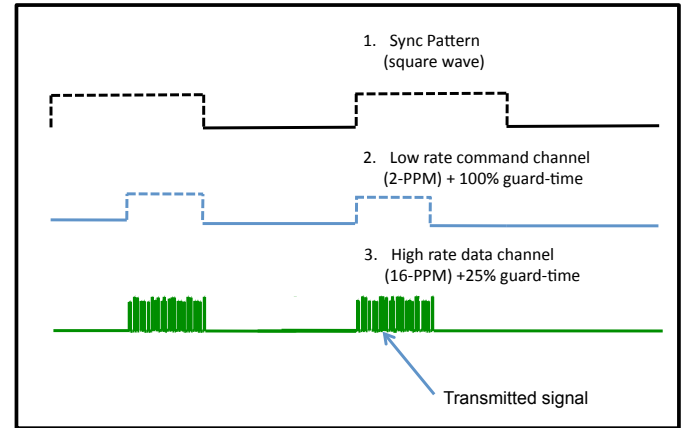 1. Sync Pattern
(square wave)
2. Low rate command channel
(2-PPM) + 100% guard-time
3. High rate data channel
(16-PPM) +25% guard-time
Transmitted signal